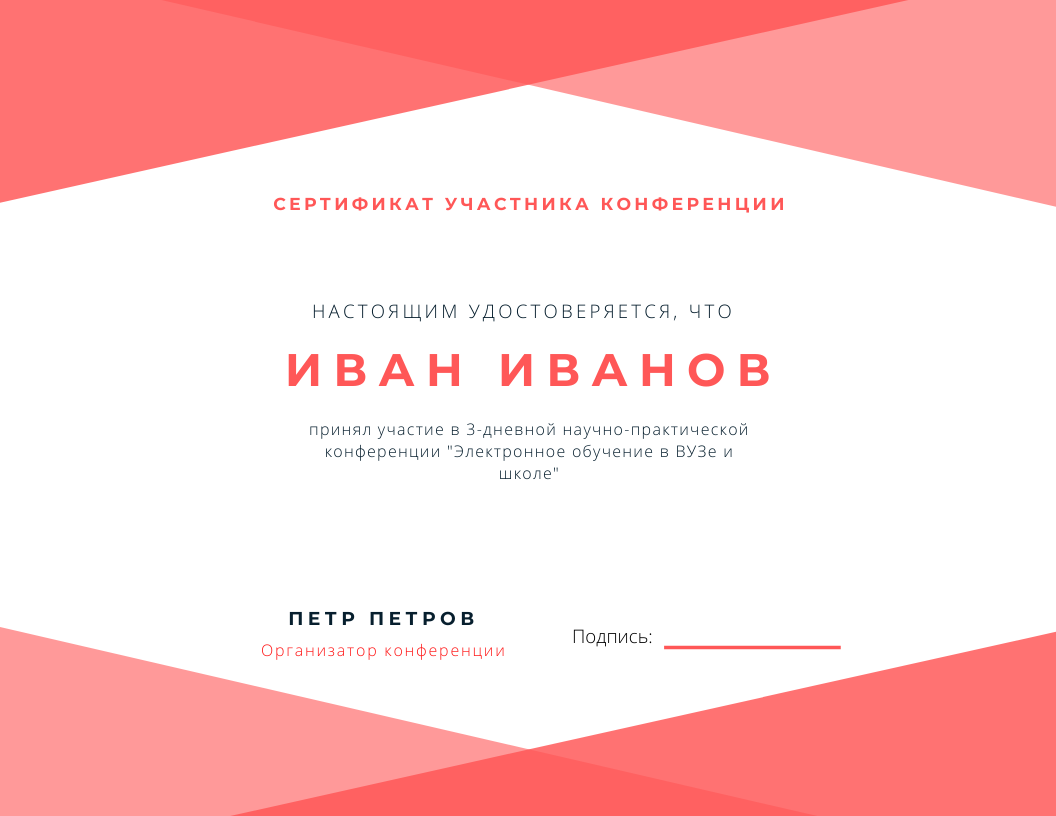 СЕРТИФИКАТ УЧАСТНИКА КОНФЕРЕНЦИИ
НАСТОЯЩИМ УДОСТОВЕРЯЕТСЯ, ЧТО
ИВАН ИВАНОВ
принял участие в 3-дневной научно-практической
конференции "Электронное обучение в ВУЗе и
школе"
ПЕТР ПЕТРОВ
Организатор конференции
Подпись: